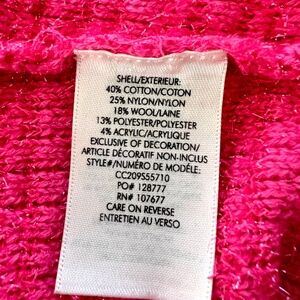 SHELL/EXTERIEUR:
40% COTTON/COTON
25% NYLON/NYLON
18% WOOL/LAINE
13% POLYESTER/POLYESTER
4% ACRYLIC/ACRYLIQUE
EXCLUSIVE OF DECORATION/
ARTICLE DÉCORATIF NON-INCLUS
STYLE#/NUMÉRO DE MODÈLE:
CC209S55710
PO# 128777
RN# 107677
CARE ON REVERSE
ENTRETIEN AU VERSO